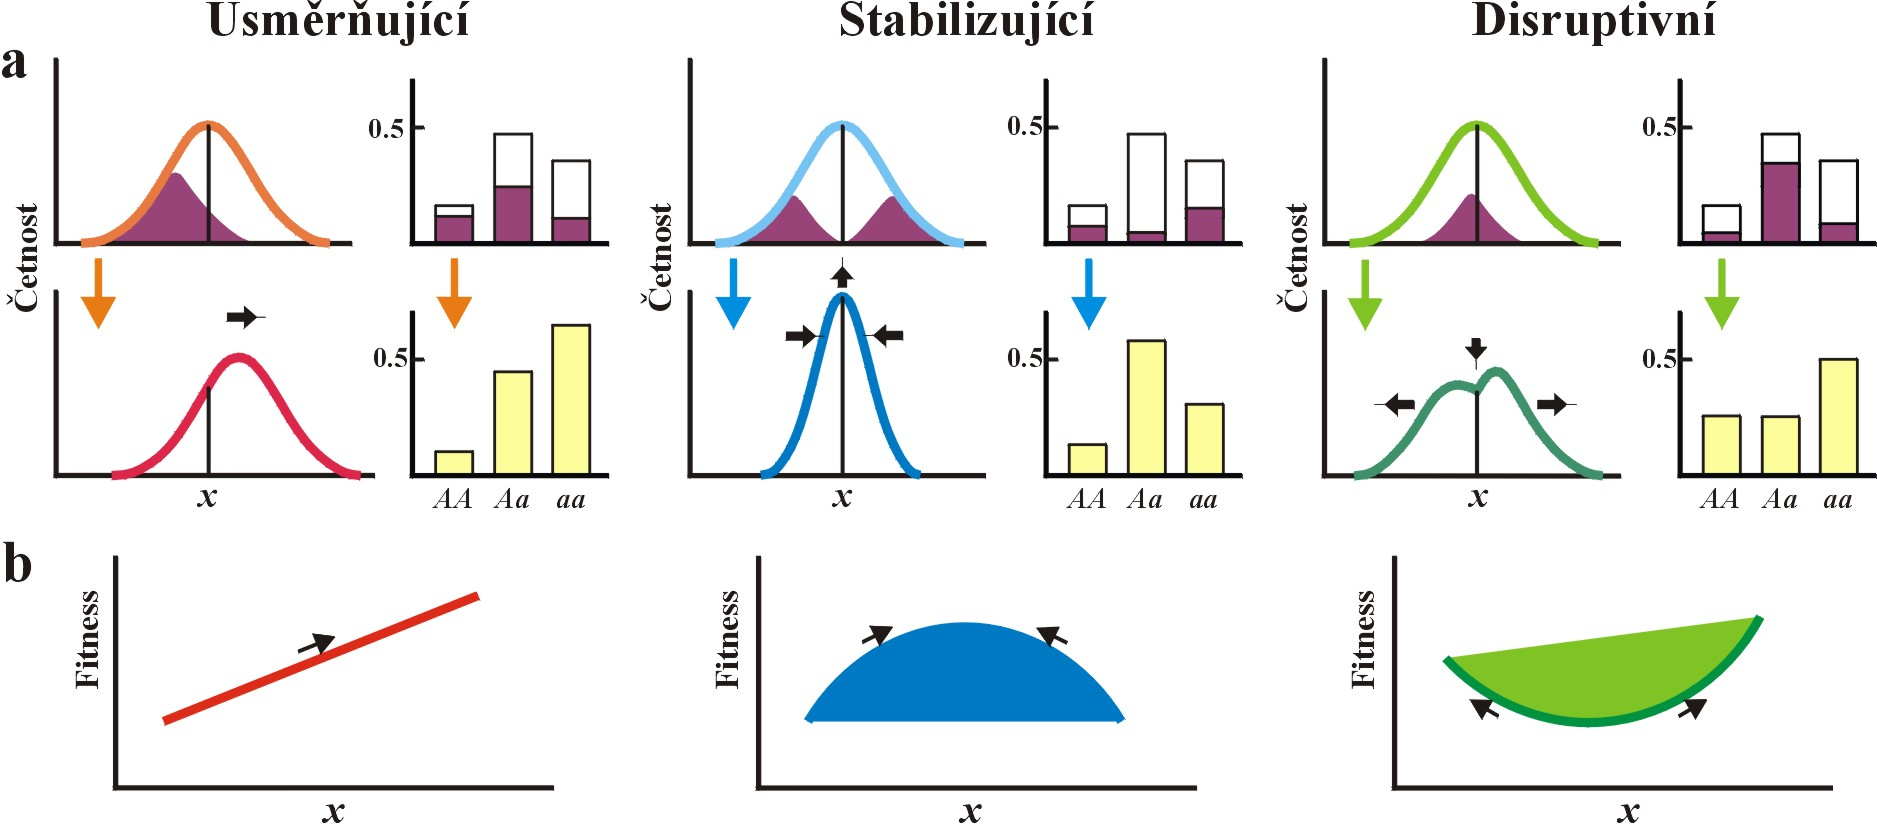 Usměrňující Stabilizující Disruptivní
a
0.5 0.5 0.5
Četnost Četnost Četnost
0.5 0.5 0.5
x AA Aa aa x AA Aa aa x AA Aa aa
b
Fitness Fitness Fitness
x x x